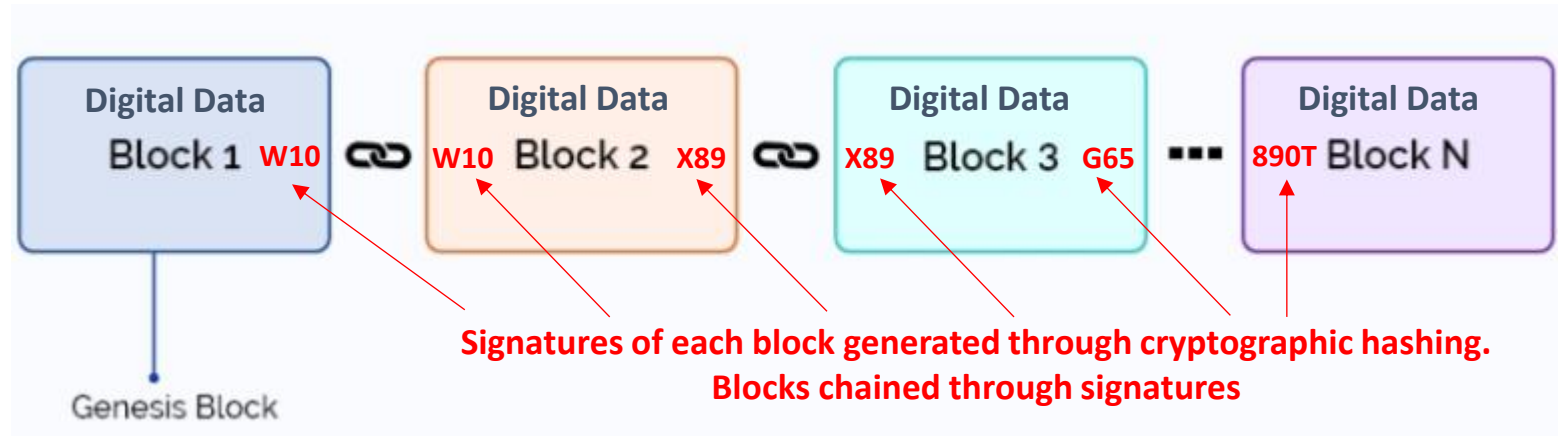 Digital Data Digital Data Digital Data Digital Data
Block 1 W10 W10 Block 2 X89 X89 Block 3 G65 890T Block N
Signatures of each block generated through cryptographic hashing.
Blocks chained through signatures
Genesis Block